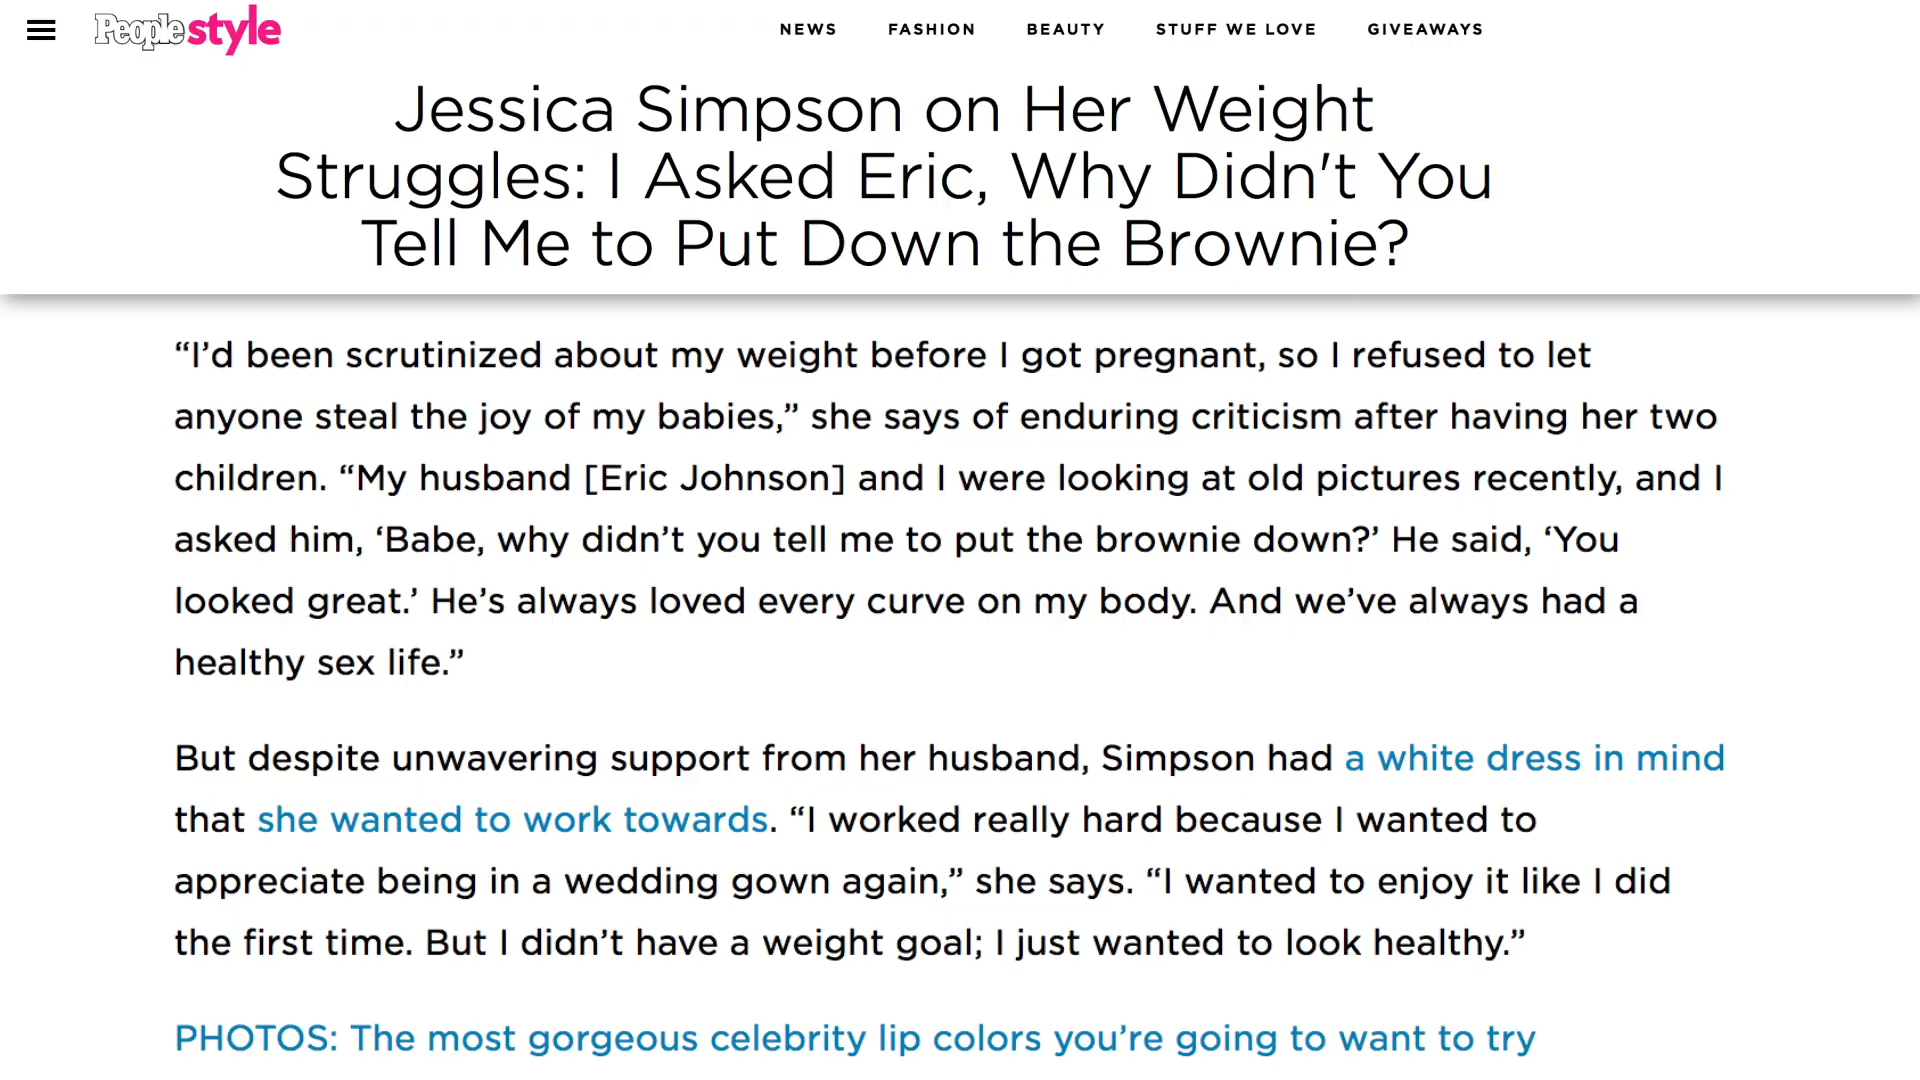 People style
NEWS FASHION BEAUTY STUFF WE LOVE GIVEAWAYS
Jessica Simpson on Her Weight
Struggles: I Asked Eric, Why Didn't You
Tell Me to Put Down the Brownie?
“I’d been scrutinized about my weight before I got pregnant, so I refused to let
anyone steal the joy of my babies,” she says of enduring criticism after having her two
children. “My husband [Eric Johnson] and I were looking at old pictures recently, and I
asked him, ‘Babe, why didn’t you tell me to put the brownie down?’ He said, ‘You
looked great.’ He’s always loved every curve on my body. And we’ve always had a
healthy sex life.”
But despite unwavering support from her husband, Simpson had a white dress in mind
that she wanted to work towards. “I worked really hard because I wanted to
appreciate being in a wedding gown again,” she says. “I wanted to enjoy it like I did
the first time. But I didn’t have a weight goal; I just wanted to look healthy.”
PHOTOS: The most gorgeous celebrity lip colors you’re going to want to try